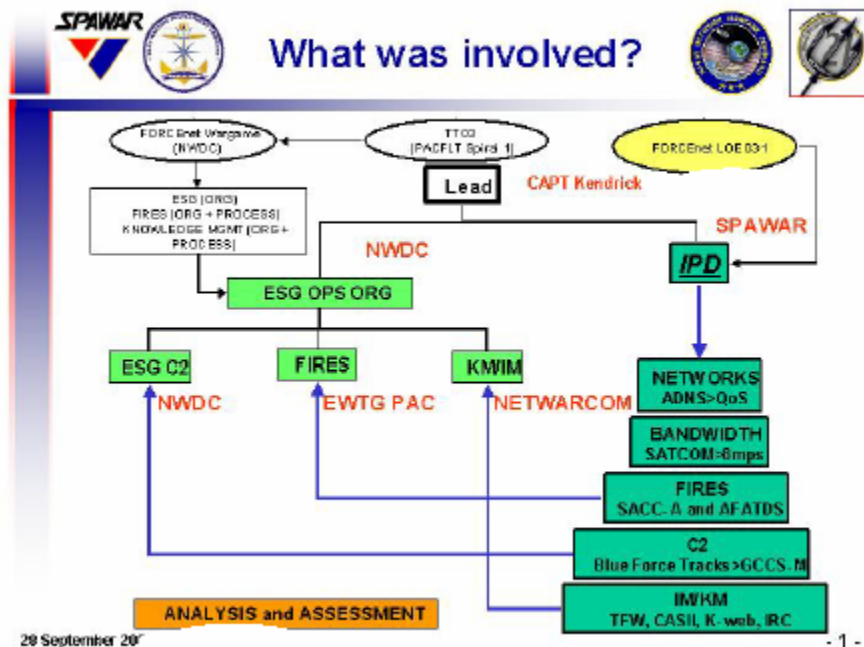 SPAWAR
What was involved?
FORCEnet Wargame
(NWDC)
TT03
(PACFLT Spiral 1)
FORCEnet LOE 03-1
Lead
CAPT Kendrick
ESG (ORG)
FIRES (ORG + PROCESS)
KNOWLEDGE MGMT (ORG +
PROCESS)
NWDC
SPAWAR
IPD
ESG OPS ORG
ESG C2
FIRES
KM/IM
NWDC
EWTG PAC
NETWARCOM
NETWORKS
ADNS>QoS
BANDWIDTH
SATCOM>6mps
FIRES
SACC-A and AFATDS
C2
Blue Force Tracks>GCCS-M
IM/KM
TFW, CASII, K-web, IRC
ANALYSIS and ASSESSMENT
28 September
- 1 -